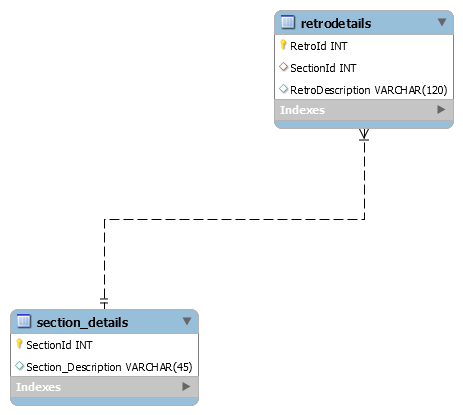 retrodetails
RetroId INT
SectionId INT
RetroDescription VARCHAR(120)
Indexes
section_details
SectionId INT
Section_Description VARCHAR(45)
Indexes